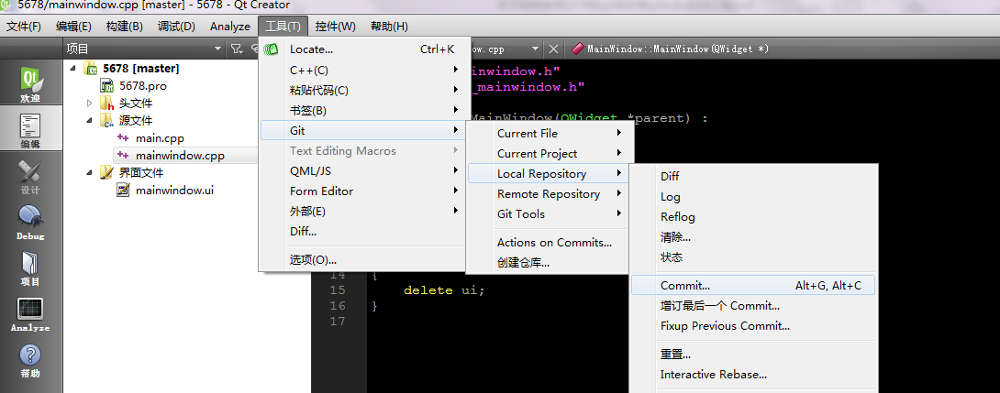 5678/mainwindow.cpp [master] - 5678 - Qt Creator
文件(F) 编辑(E) 构建(B) 调试(D) Analyze 工具(T) 控件(W) 帮助(H)
项目
.cpp
MainWindow::MainWindow(QWidget *)
Qt
欢迎
编辑
设计
Debug
项目
Analyze
帮助
5678 [master]
5678.pro
头文件
源文件
main.cpp
mainwindow.cpp
界面文件
mainwindow.ui
Locate... Ctrl+K
C++(C)
粘贴代码(C)
书签(B)
Git
Text Editing Macros
QML/JS
Form Editor
外部(E)
Diff...
选项(O)...
Current File
Current Project
Local Repository
Remote Repository
Git Tools
Actions on Commits...
创建仓库...
Diff
Log
Reflog
清除...
状态
Commit... Alt+G, Alt+C
增订最后一个 Commit...
Fixup Previous Commit...
重置...
Interactive Rebase...
inwindow.h"
_mainwindow.h"
MainWindow(QWidget *parent) :
14 {
15 delete ui;
16 }
17